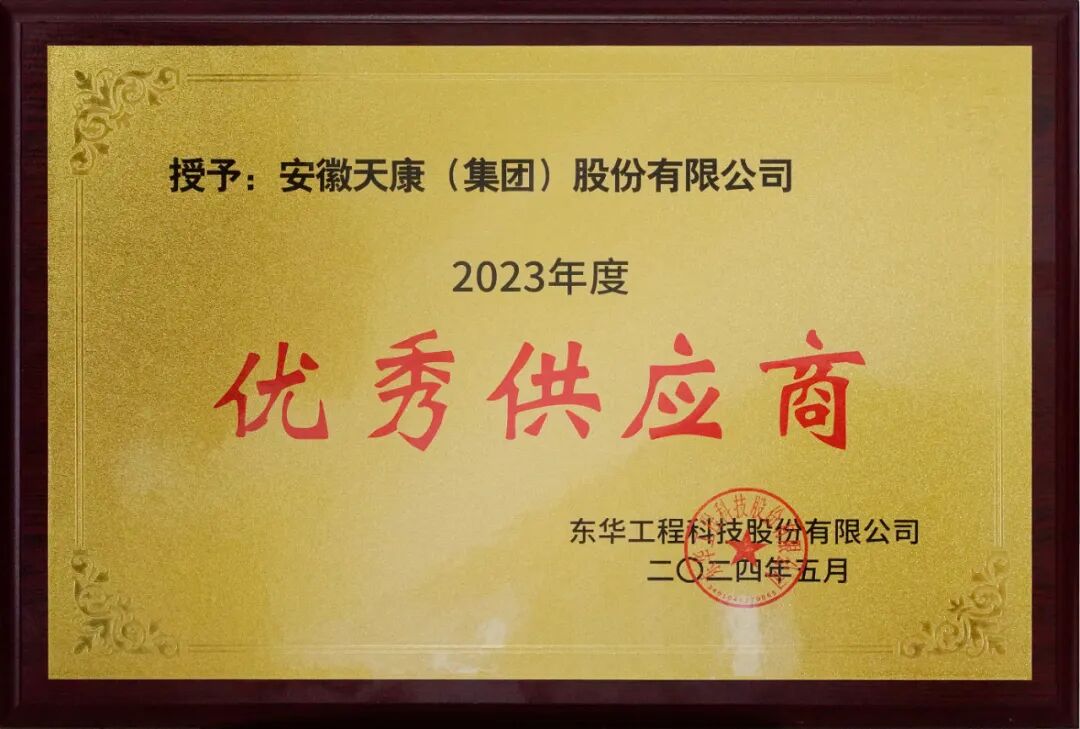 授予：安徽天康（集团）股份有限公司
2023年度
优秀供应商
东华工程科技股份有限公司
二〇二四年五月